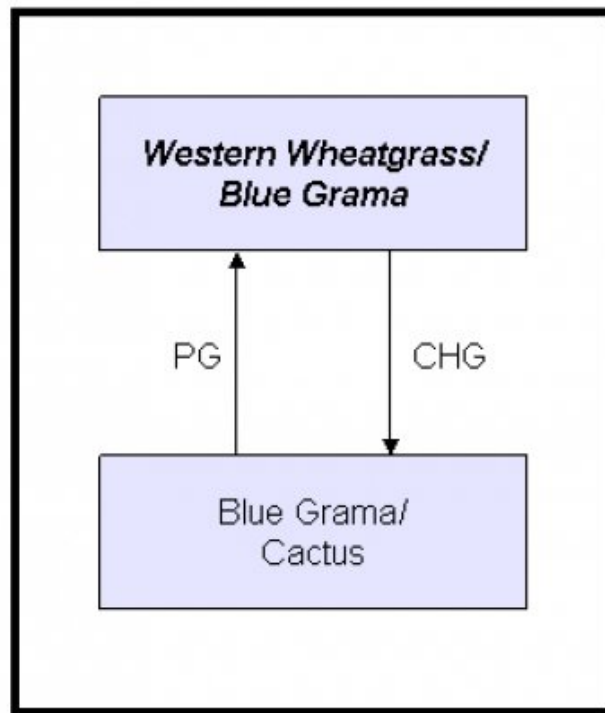 Western Wheatgrass/
Blue Grama
PG
CHG
Blue Grama/
Cactus